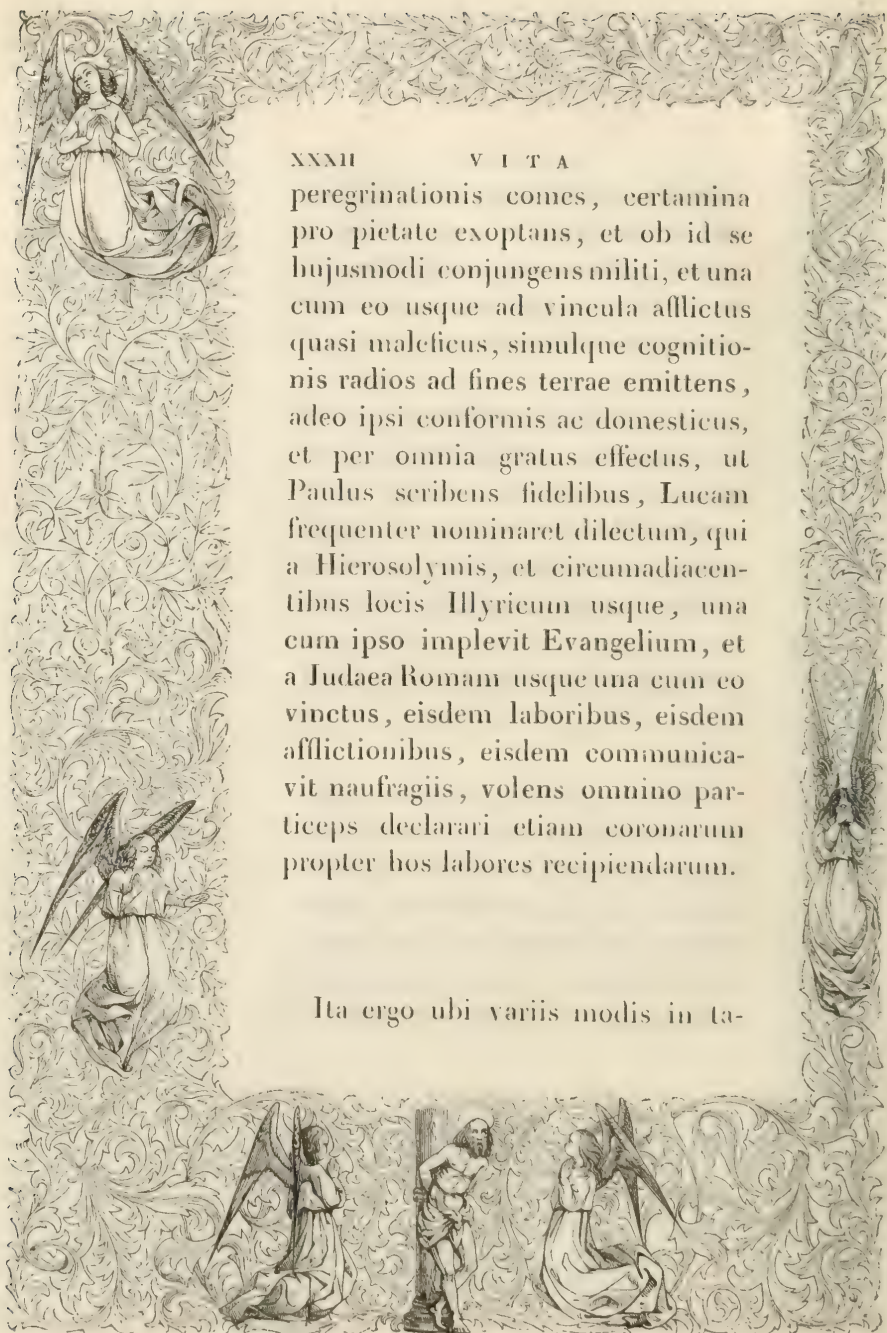 XXXII VITA
peregrinationis comes, certamina
pro pietate exoptans, et ob id se
hujusmodi conjungens militi, et una
cum eo usque ad vincula afflictus
quasi maleficus, simulque cognitio-
nis radios ad fines terrae emittens,
adeo ipsi conformis ac domesticus,
et per omnia gratus effectus, ut
Paulus scribens fidelibus, Lucam
frequenter nominaret dilectum, qui
a Hierosolymis, et circumadiacen-
tibus locis Illyricum usque, una
cum ipso implevit Evangelium, et
a Judaea Romam usque una cum eo
vinctus, eisdem laboribus, eisdem
afflictionibus, eisdem communica-
vit naufragiis, volens omnino par-
ticeps declarari etiam coronarum
propter hos labores recipiendarum.
Ita ergo ubi variis modis in ta-